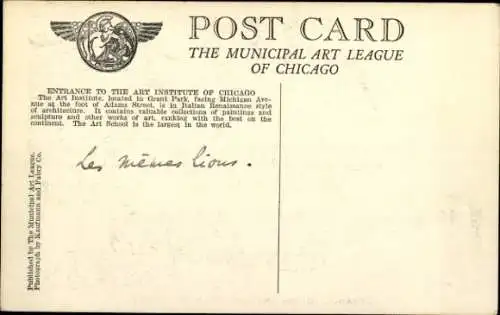 POST CARD
THE MUNICIPAL ART LEAGUE
OF CHICAGO
ENTRANCE TO THE ART INSTITUTE OF CHICAGO
The Art Institute, located in Grant Park, facing Michigan Ave-
nue at the foot of Adams Street, is in Italian Renaissance style
of architecture. It contains valuable collections of paintings and
sculpture and other works of art, ranking with the best on the
continent. The Art School is the largest in the world.
Les mêmes lions.
Published by The Municipal Art League.
Photograph by Kaufmann and Fabry Co.